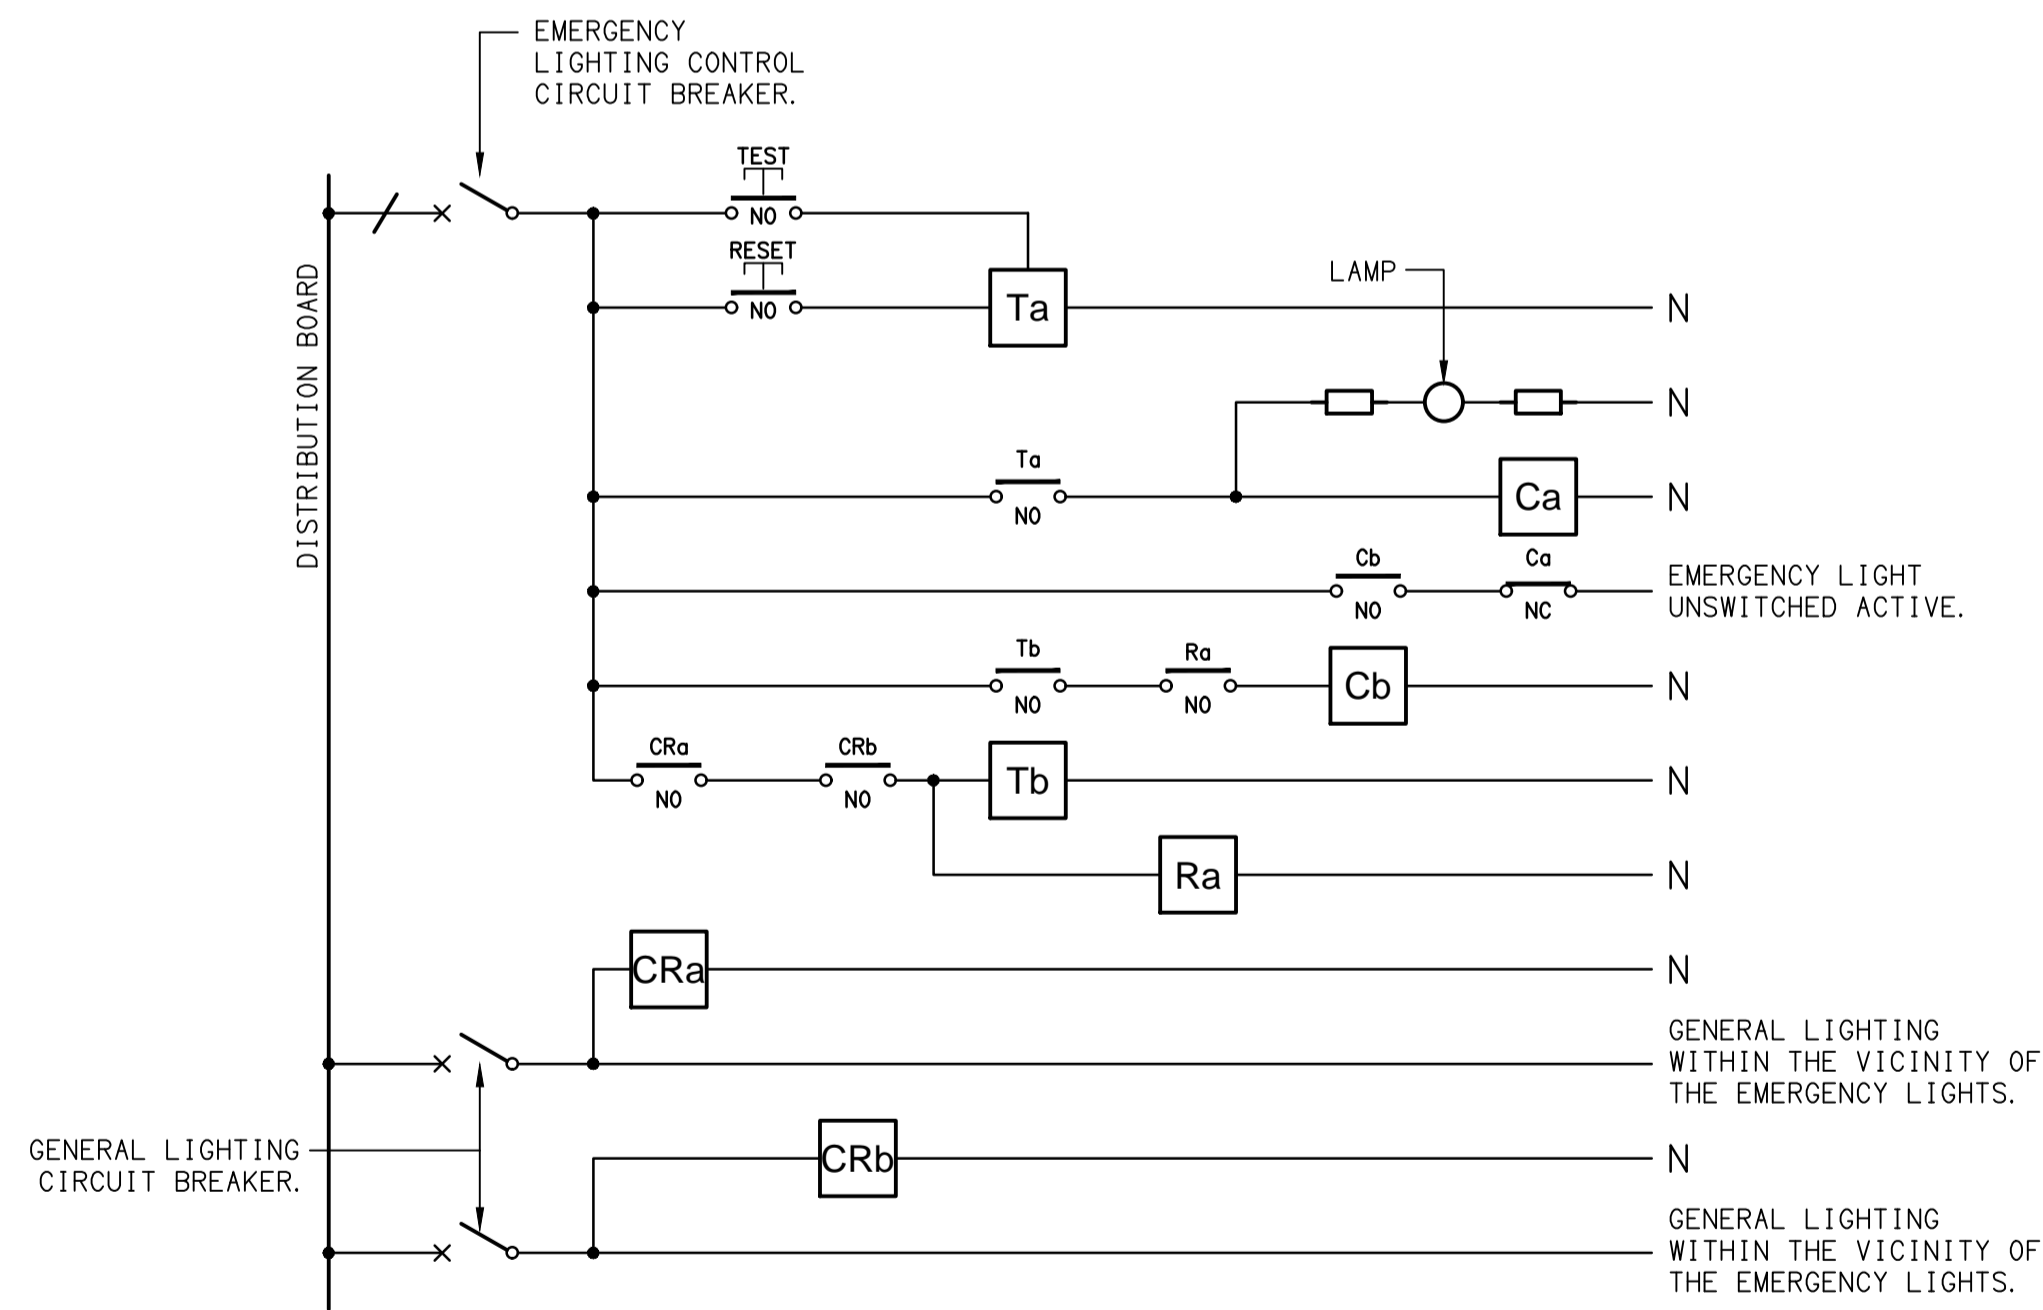 EMERGENCY
LIGHTING CONTROL
CIRCUIT BREAKER.
TEST
NO
RESET
NO
Ta
N
LAMP
N
DISTRIBUTION BOARD
Ta
NO
Ca
N
Cb
NO
Ca
NC
EMERGENCY LIGHT
UNSWITCHED ACTIVE.
Tb
NO
Ra
NO
Cb
N
CRa
NO
CRb
NO
Tb
N
Ra
N
CRa
N
GENERAL LIGHTING
WITHIN THE VICINITY OF
THE EMERGENCY LIGHTS.
GENERAL LIGHTING
CIRCUIT BREAKER.
CRb
N
GENERAL LIGHTING
WITHIN THE VICINITY OF
THE EMERGENCY LIGHTS.